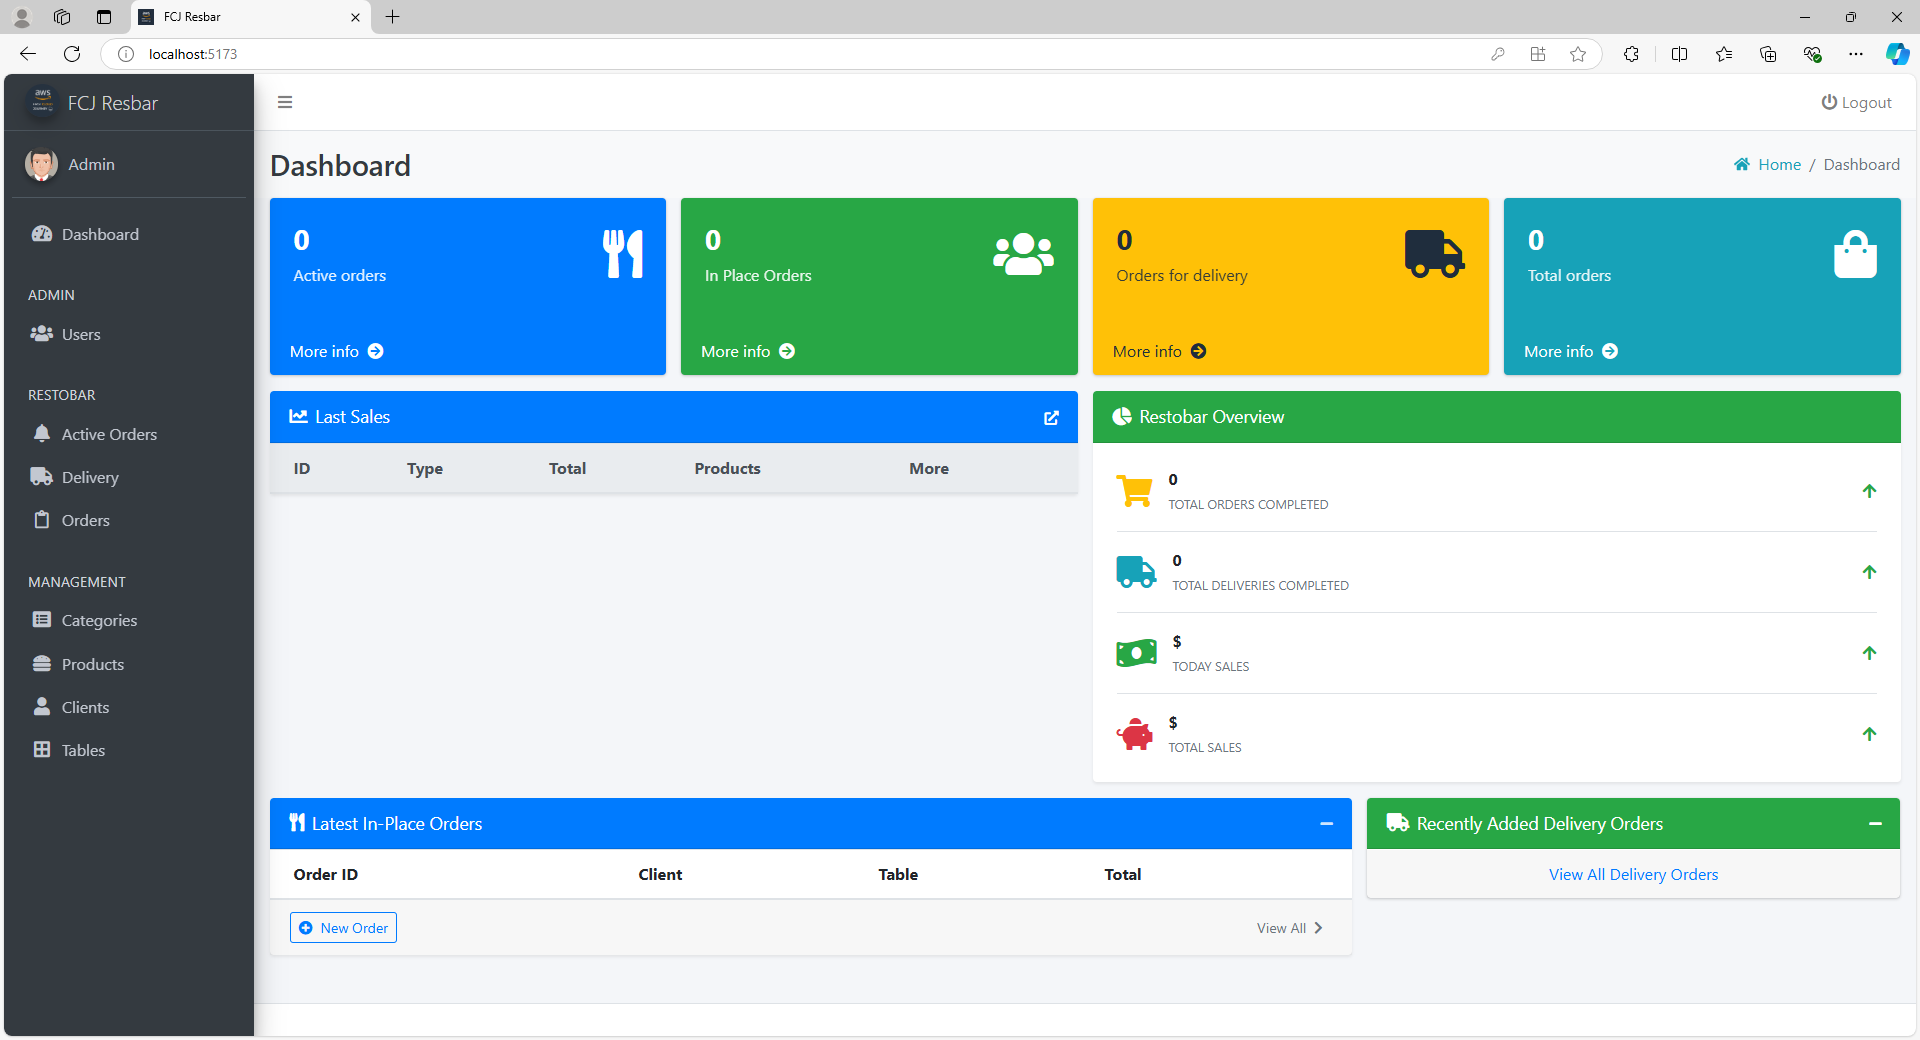 FCJ Resbar
localhost:5173
aws
FCJ Resbar
Logout
Admin
Dashboard
Home / Dashboard
Dashboard
ADMIN
Users
RESTOBAR
Active Orders
Delivery
Orders
MANAGEMENT
Categories
Products
Clients
Tables
0
Active orders
More info
0
In Place Orders
More info
0
Orders for delivery
More info
0
Total orders
More info
Last Sales
ID Type Total Products More
Restobar Overview
0
TOTAL ORDERS COMPLETED
0
TOTAL DELIVERIES COMPLETED
$
TODAY SALES
$
TOTAL SALES
Latest In-Place Orders
Order ID Client Table Total
New Order
View All
Recently Added Delivery Orders
View All Delivery Orders